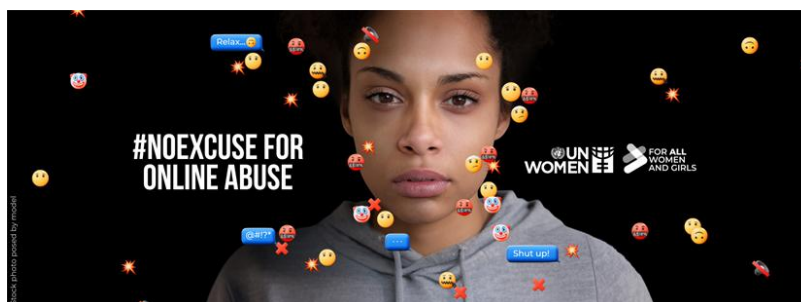 Relax...
#NOEXCUSE FOR
ONLINE ABUSE
UN
WOMEN
FOR ALL
WOMEN
AND GIRLS
@#!?*
...
Shut up!
Stock photo posed by model